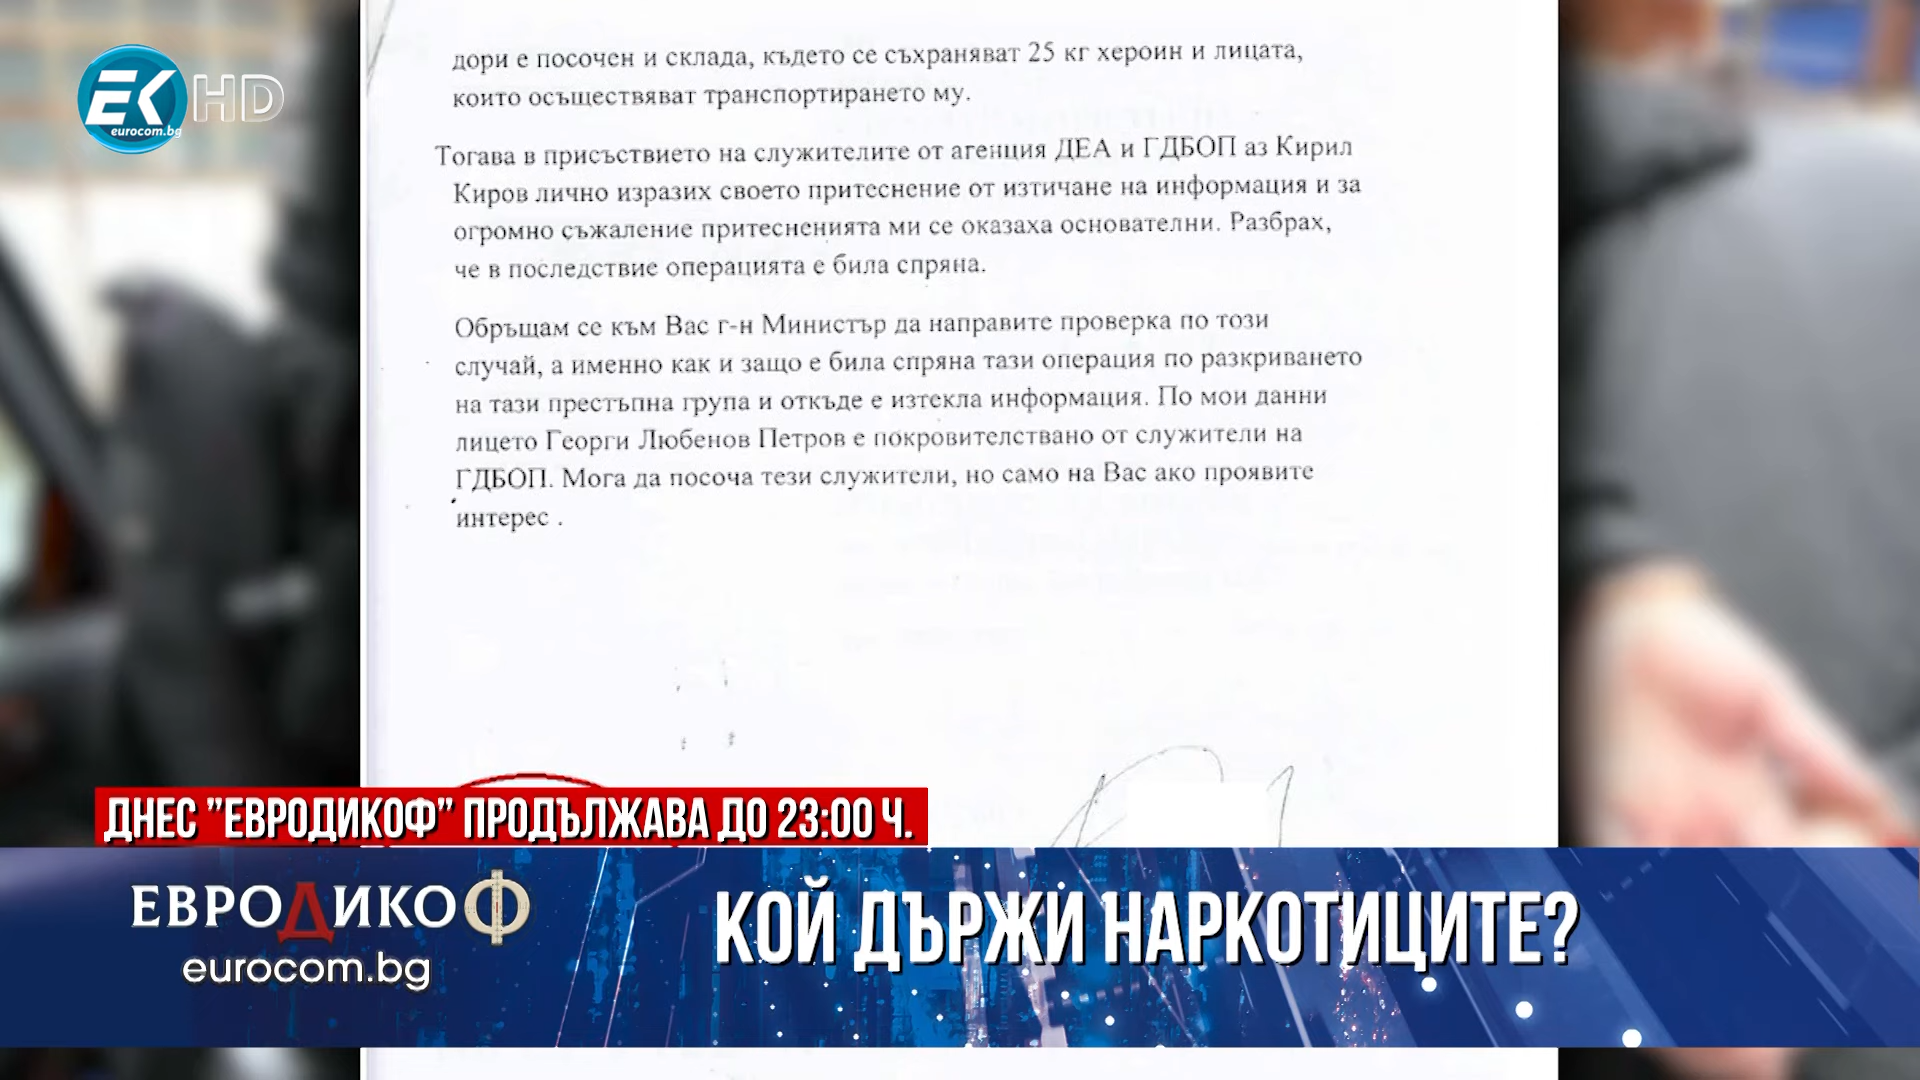 EK HD
eurocom.bg
дори е посочен и склада, където се съхраняват 25 кг хероин и лицата,
които осъществяват транспортирането му.
Тогава в присъствието на служителите от агенция ДЕА и ГДБОП аз Кирил
Киров лично изразих своето притеснение от изтичане на информация и за
огромно съжаление притесненията ми се оказаха основателни. Разбрах,
че в последствие операцията е била спряна.
Обръщам се към Вас г-н Министър да направите проверка по този
случай, а именно как и защо е била спряна тази операция по разкриването
на тази престъпна група и откъде е изтекла информация. По мои данни
лицето Георги Любенов Петров е покровителствано от служители на
ГДБОП. Мога да посоча тези служители, но само на Вас ако проявите
интерес .
ДНЕС "ЕВРОДИКОФ" ПРОДЪЛЖАВА ДО 23:00 Ч.
ЕВРОДИКОФ
eurocom.bg
КОЙ ДЪРЖИ НАРКОТИЦИТЕ?